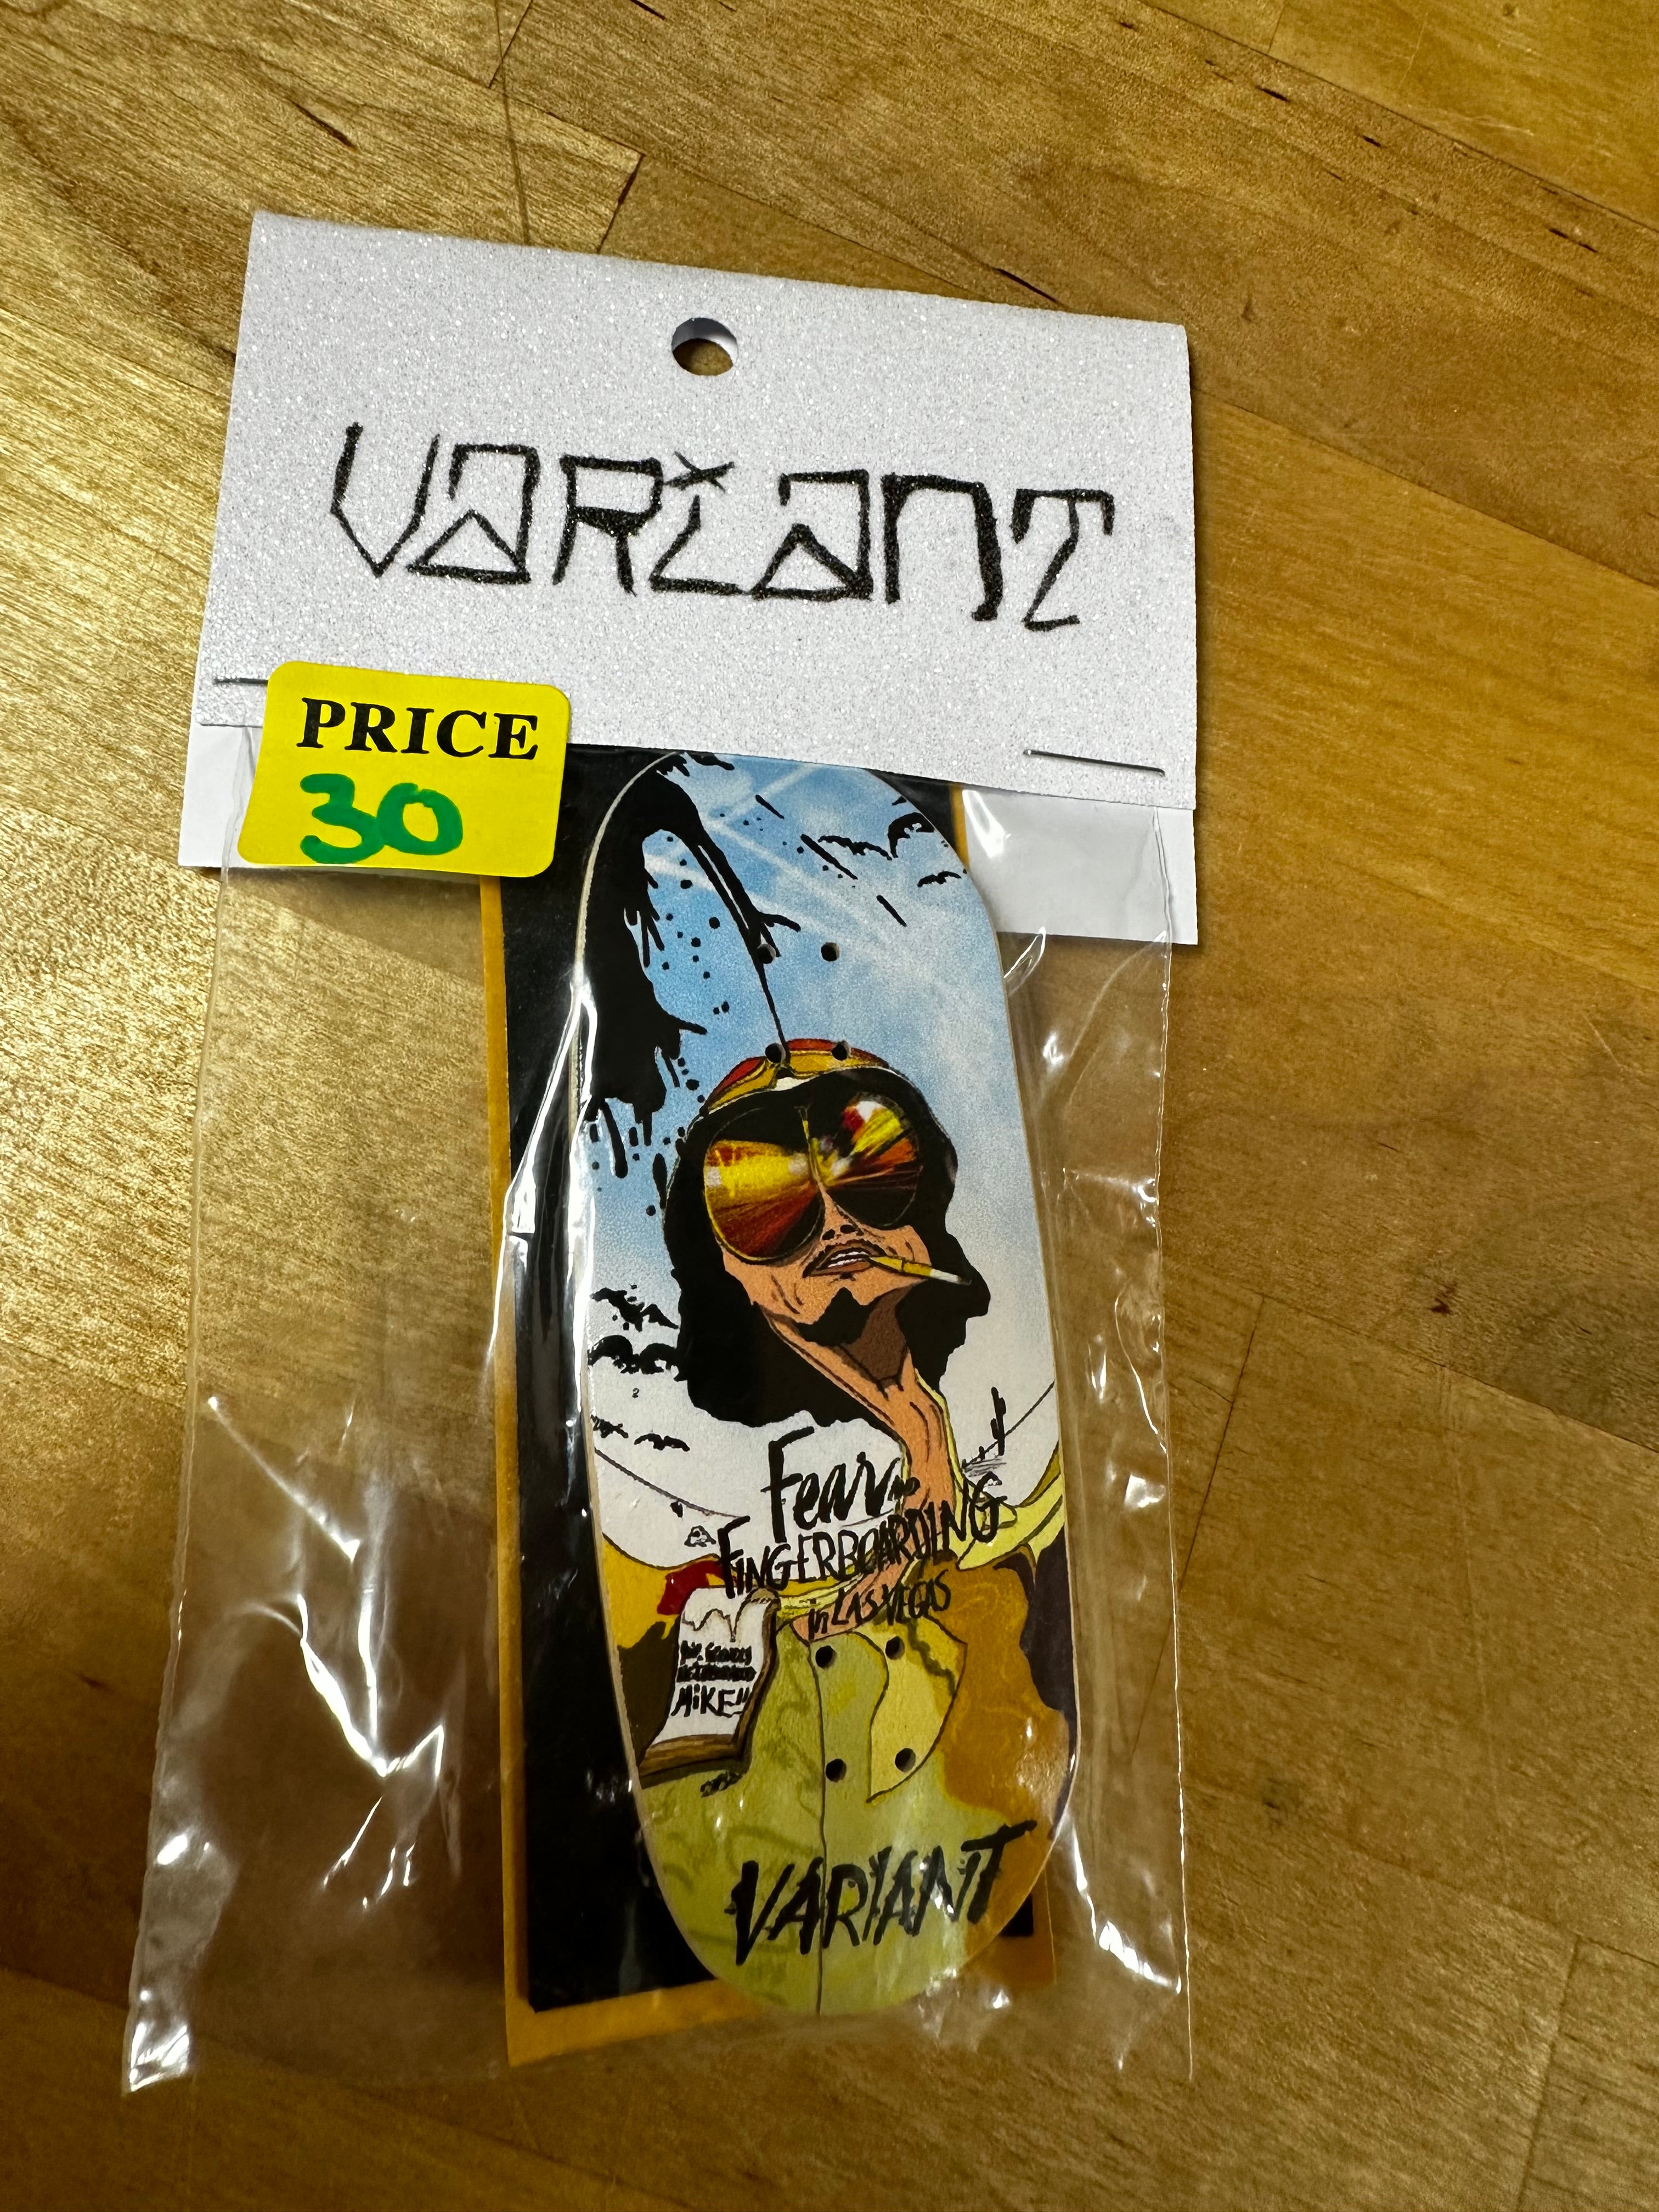 VaRiant
PRICE
30
Fear
FINGERBOARDING
in LAS VEGAS
MiKE!!
VARIANT